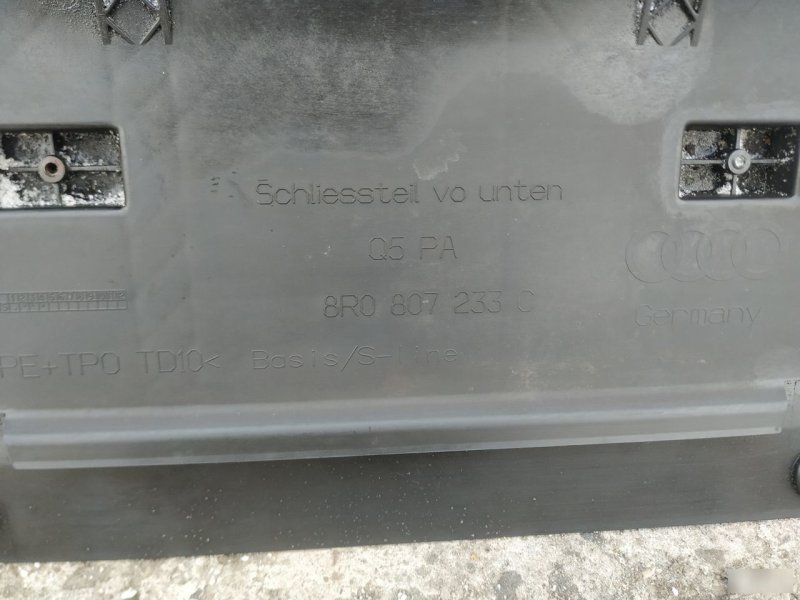 Schliessteil vo unten
Q5 PA
8R0 807 233 C
Germany
PE+TPO TD10< Basis/S-line